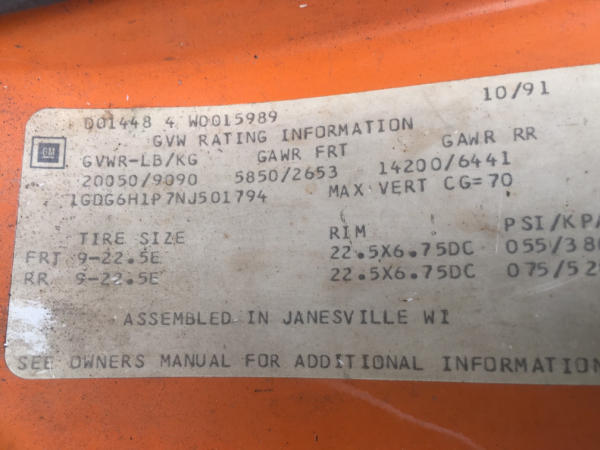 10/91
D01448 4 W0015989
GVW RATING INFORMATION
GM GVWR-LB/KG GAWR FRT GAWR RR
20050/9090 5850/2653 14200/6441
1GDG6H1P7NJ501794 MAX VERT CG=70
TIRE SIZE RIM PSI/KP
FRT 9-22.5E 22.5X6.75DC 055/38
RR 9-22.5E 22.5X6.75DC 075/52
ASSEMBLED IN JANESVILLE WI
SEE OWNERS MANUAL FOR ADDITIONAL INFORMATION